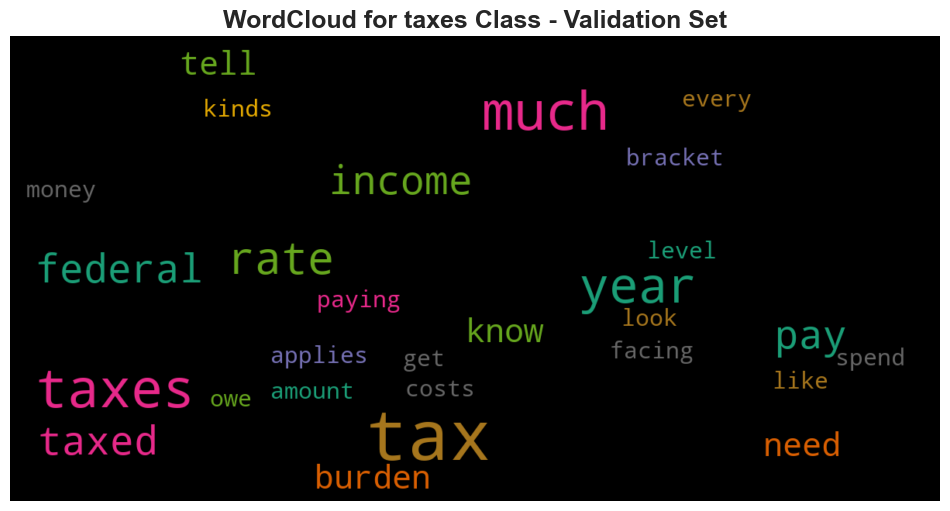 WordCloud for taxes Class - Validation Set
tell
kinds
much
every
bracket
income
money
federal
rate
level
year
paying
look
know
pay
facing
spend
applies
get
like
taxes
owe
amount
costs
taxed
tax
need
burden